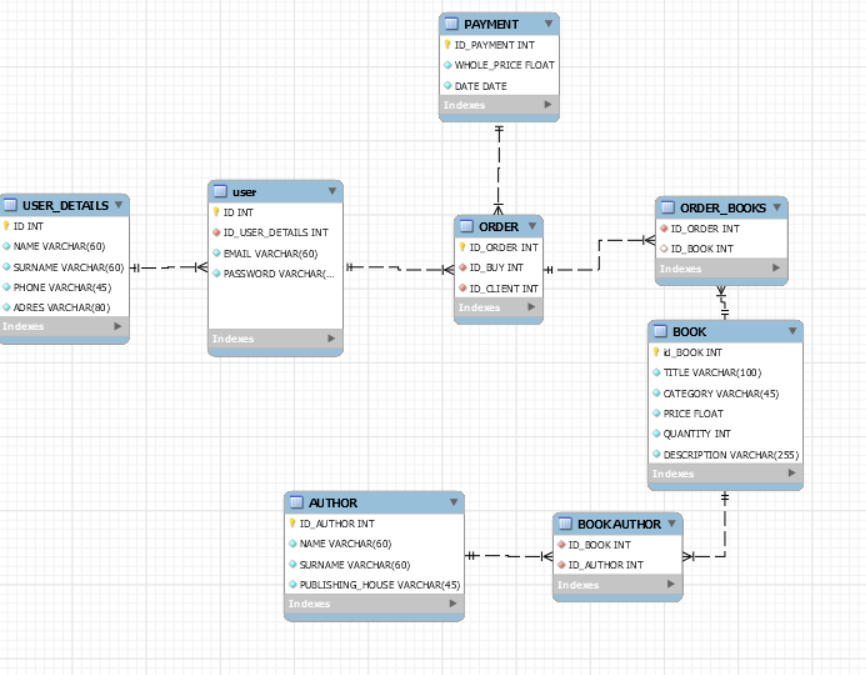 PAYMENT
ID_PAYMENT INT
WHOLE_PRICE FLOAT
DATE DATE
Indexes
USER_DETAILS
ID INT
NAME VARCHAR(60)
SURNAME VARCHAR(60)
PHONE VARCHAR(45)
ADRES VARCHAR(80)
Indexes
user
ID INT
ID_USER_DETAILS INT
EMAIL VARCHAR(60)
PASSWORD VARCHAR(...
Indexes
ORDER
ID_ORDER INT
ID_BUY INT
ID_CLIENT INT
Indexes
ORDER_BOOKS
ID_ORDER INT
ID_BOOK INT
Indexes
BOOK
id_BOOK INT
TITLE VARCHAR(100)
CATEGORY VARCHAR(45)
PRICE FLOAT
QUANTITY INT
DESCRIPTION VARCHAR(255)
Indexes
AUTHOR
ID_AUTHOR INT
NAME VARCHAR(60)
SURNAME VARCHAR(60)
PUBLISHING_HOUSE VARCHAR(45)
Indexes
BOOKAUTHOR
ID_BOOK INT
ID_AUTHOR INT
Indexes